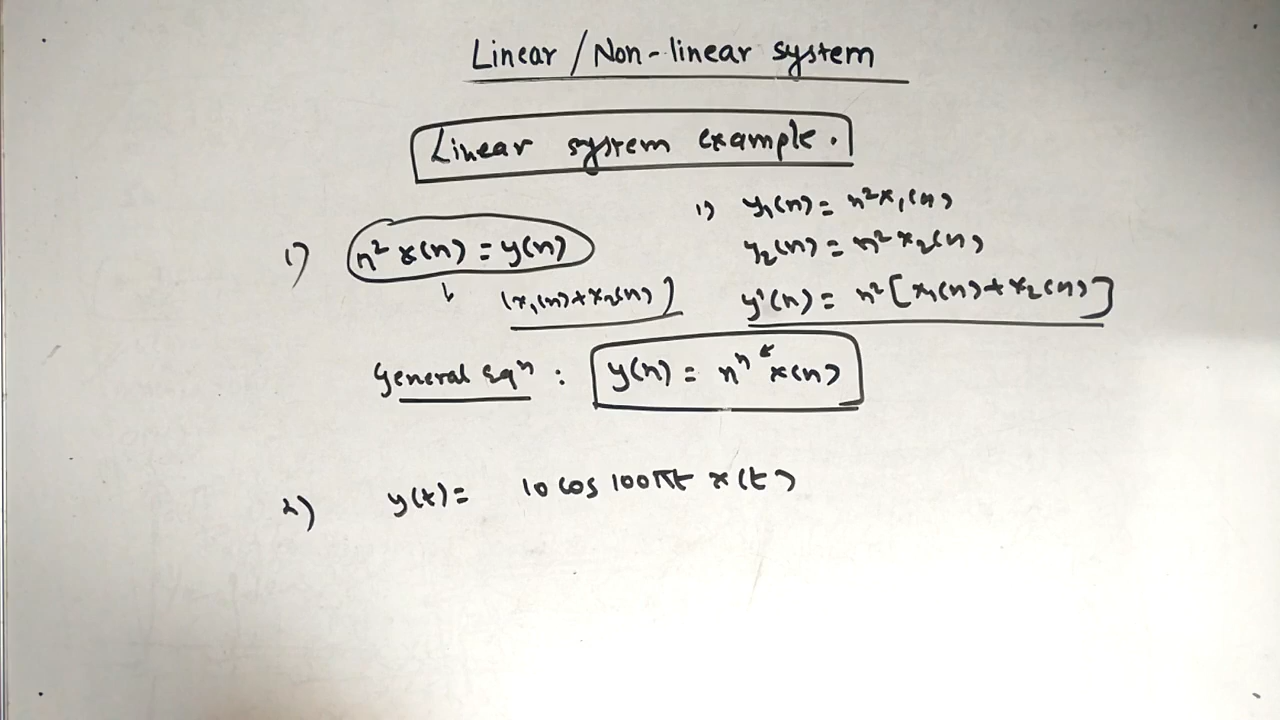 Linear / Non-linear system
Linear system example.
1) n² x(n) = y(n)
(x₁(n)+x₂(n)]
1) y₁(n) = n²x₁(n)
y₂(n) = n² x₂(n)
y'(n) = n² [x₁(n)+x₂(n)]
General Eqⁿ : y(n) = nⁿ x(n)
2) y(t) = 10 cos 100πt x(t)